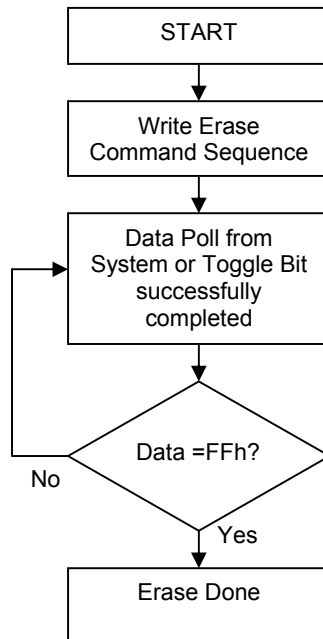 START
Write Erase
Command Sequence
Data Poll from
System or Toggle Bit
successfully
completed
Data =FFh?
No
Yes
Erase Done